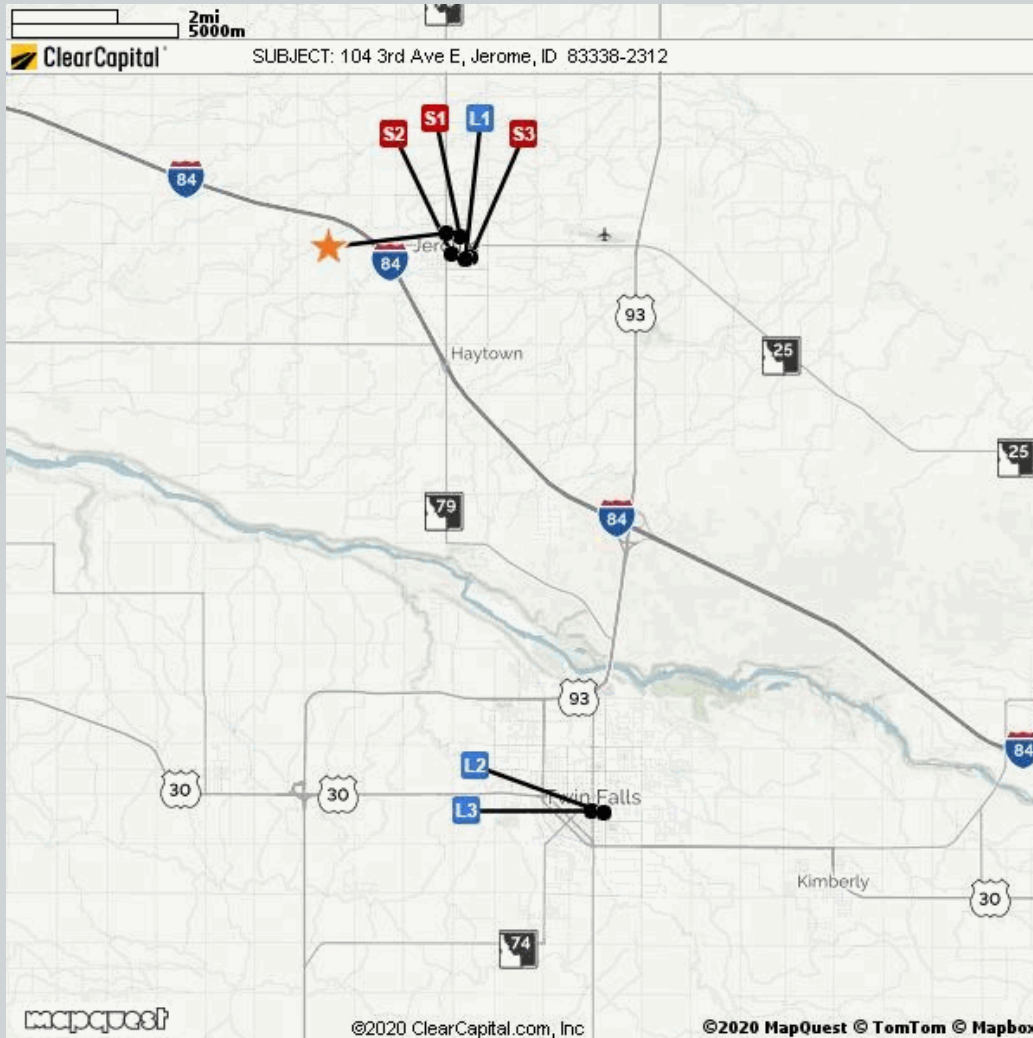 2mi
5000m
ClearCapital
SUBJECT: 104 3rd Ave E, Jerome, ID 83338-2312
S2
S1
L1
S3
84
84
93
Haytown
25
25
79
84
93
84
L2
30
30
Twin Falls
L3
Kimberly
30
74
mapquest
©2020 ClearCapital.com, Inc
©2020 MapQuest © TomTom © Mapbox